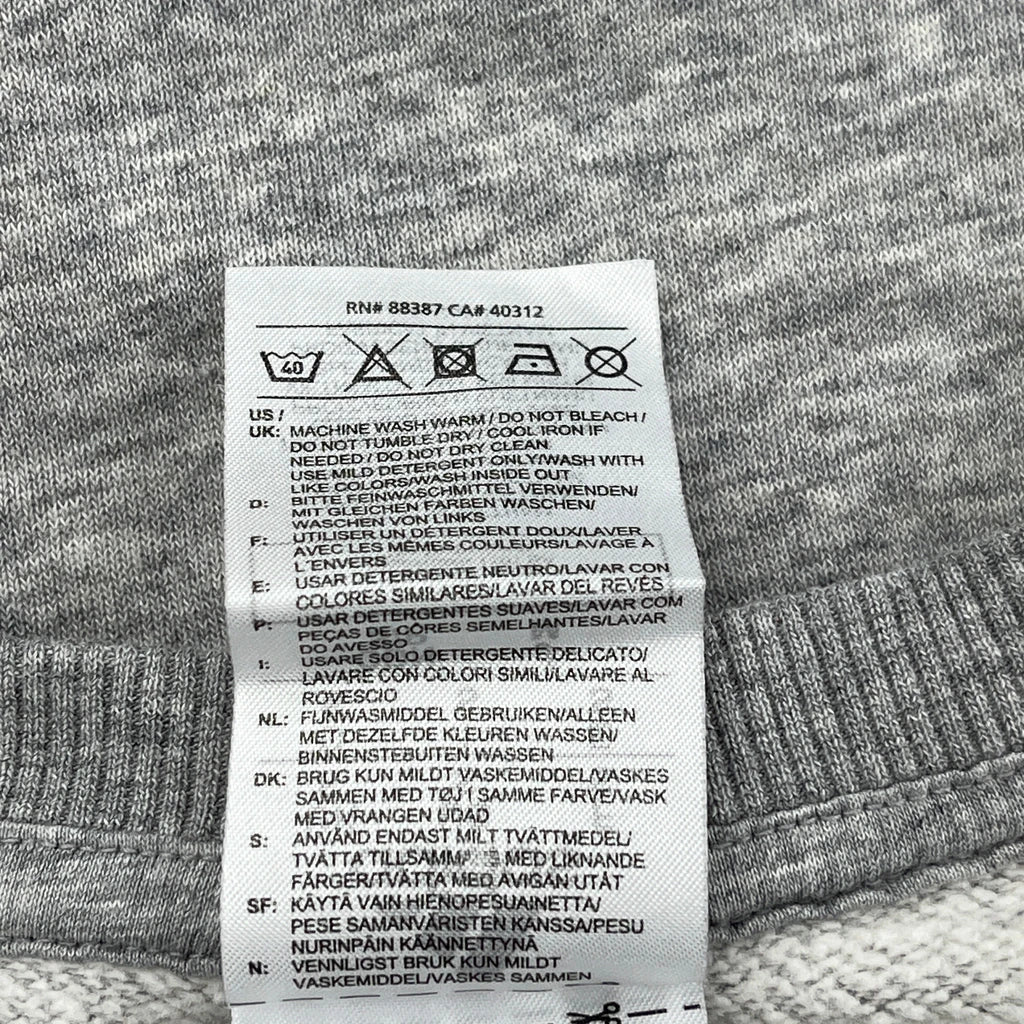 RN# 88387 CA# 40312
40
US /
UK: MACHINE WASH WARM / DO NOT BLEACH /
DO NOT TUMBLE DRY / COOL IRON IF
NEEDED / DO NOT DRY CLEAN
USE MILD DETERGENT ONLY/WASH WITH
LIKE COLORS/WASH INSIDE OUT
D: BITTE FEINWASCHMITTEL VERWENDEN/
MIT GLEICHEN FARBEN WASCHEN/
WASCHEN VON LINKS
F: UTILISER UN DÉTERGENT DOUX/LAVER
AVEC LES MÊMES COULEURS/LAVAGE À
L'ENVERS
E: USAR DETERGENTE NEUTRO/LAVAR CON
COLORES SIMILARES/LAVAR DEL REVÉS
P: USAR DETERGENTES SUAVES/LAVAR COM
PEÇAS DE CÔRES SEMELHANTES/LAVAR
DO AVESSO
I: USARE SOLO DETERGENTE DELICATO/
LAVARE CON COLORI SIMILI/LAVARE AL
ROVESCIO
NL: FIJNWASMIDDEL GEBRUIKEN/ALLEEN
MET DEZELFDE KLEUREN WASSEN/
BINNENSTEBUITEN WASSEN
DK: BRUG KUN MILDT VASKEMIDDEL/VASKES
SAMMEN MED TØJ I SAMME FARVE/VASK
MED VRANGEN UDAD
S: ANVÄND ENDAST MILT TVÄTTMEDEL/
TVÄTTA TILLSAMMANS MED LIKNANDE
FÄRGER/TVÄTTA MED AVIGAN UTÅT
SF: KÄYTÄ VAIN HIENOPESUAINETTA/
PESE SAMANVÄRISTEN KANSSA/PESU
NURINPÄIN KÄÄNNETTYNÄ
N: VENNLIGST BRUK KUN MILDT
VASKEMIDDEL/VASKES SAMMEN